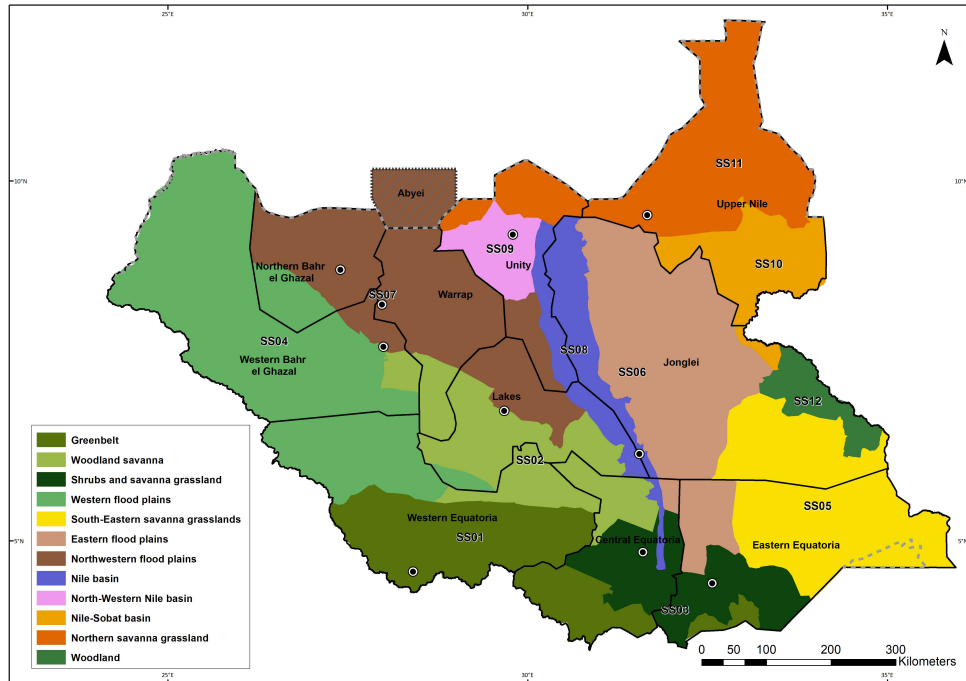 25°E
30°E
35°E
N
10°N
10°N
SS11
Upper Nile
Abyei
SS09
Unity
SS10
Northern Bahr
el Ghazal
SS07
Warrap
SS04
Western Bahr
el Ghazal
SS08
SS06
Jonglei
Lakes
SS12
SS02
SS05
Western Equatoria
SS01
Central Equatoria
Eastern Equatoria
5°N
5°N
SS03
Greenbelt
Woodland savanna
Shrubs and savanna grassland
Western flood plains
South-Eastern savanna grasslands
Eastern flood plains
Northwestern flood plains
Nile basin
North-Western Nile basin
Nile-Sobat basin
Northern savanna grassland
Woodland
0 50 100 200 300
Kilometers
25°E
30°E
35°E